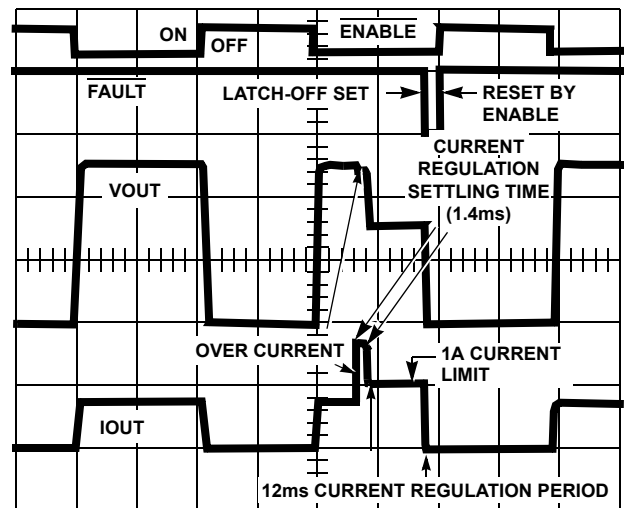 ON
OFF
ENABLE
FAULT
LATCH-OFF SET
RESET BY
ENABLE
CURRENT
REGULATION
SETTLING TIME
(1.4ms)
VOUT
OVER CURRENT
1A CURRENT
LIMIT
IOUT
12ms CURRENT REGULATION PERIOD